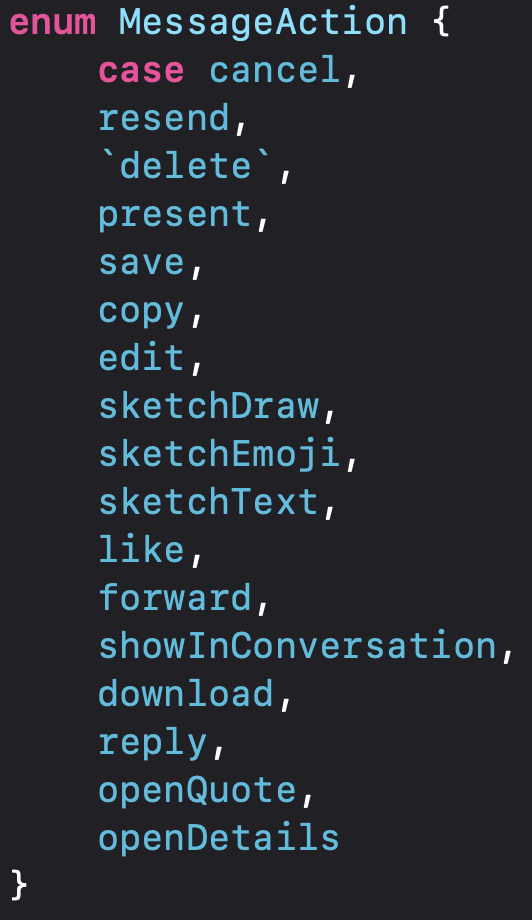 enum MessageAction {
    case cancel,
    resend,
    `delete`,
    present,
    save,
    copy,
    edit,
    sketchDraw,
    sketchEmoji,
    sketchText,
    like,
    forward,
    showInConversation,
    download,
    reply,
    openQuote,
    openDetails
}